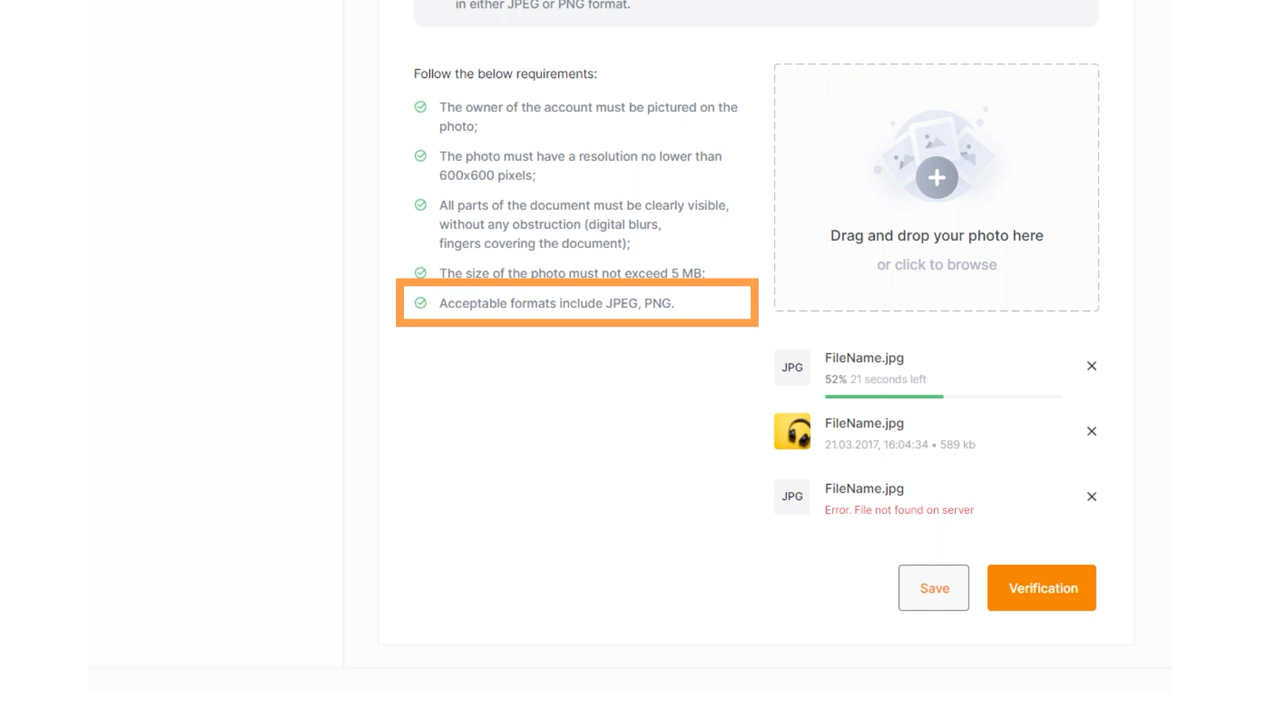 in either JPEG or PNG format.
Follow the below requirements:
The owner of the account must be pictured on the
photo;
The photo must have a resolution no lower than
600x600 pixels;
All parts of the document must be clearly visible,
without any obstruction (digital blurs,
fingers covering the document);
The size of the photo must not exceed 5 MB;
Acceptable formats include JPEG, PNG.
Drag and drop your photo here
or click to browse
JPG
FileName.jpg
52% 21 seconds left
FileName.jpg
21.03.2017, 16:04:34 • 589 kb
JPG
FileName.jpg
Error. File not found on server
Save
Verification